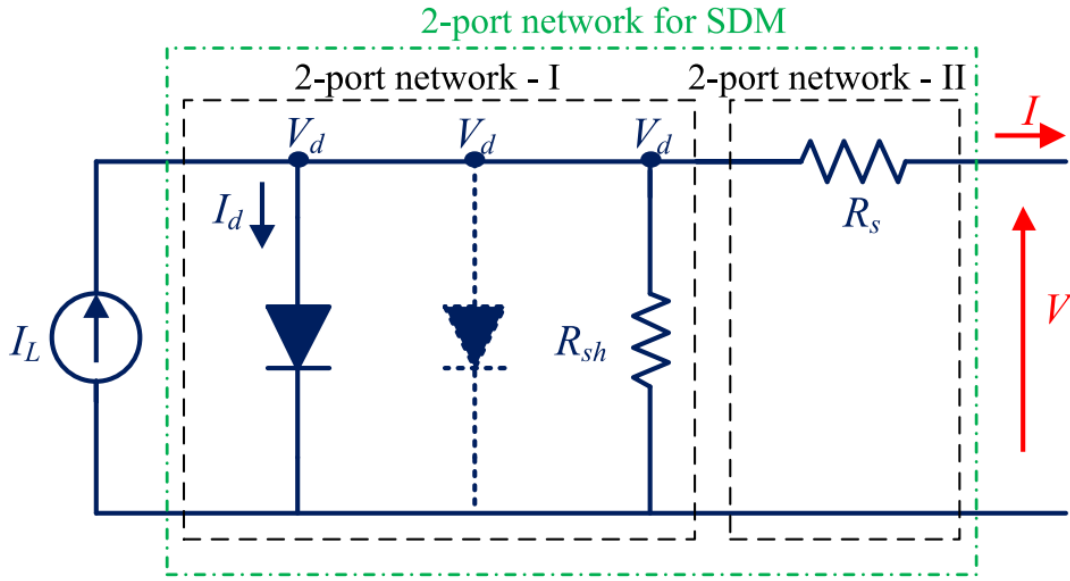 2-port network for SDM
2-port network - I
2-port network - II
V_d
V_d
V_d
I
I_d
R_s
I_L
R_sh
V